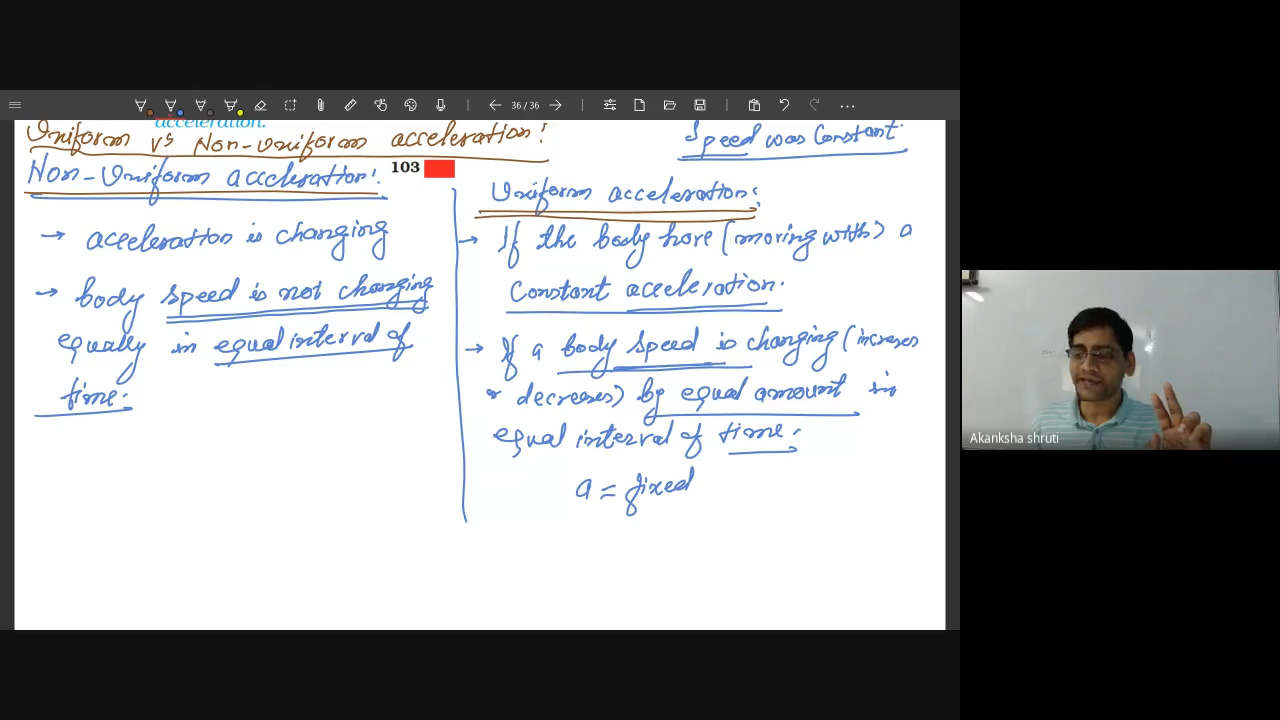 36/36
acceleration.
Uniform vs Non-uniform acceleration:
Speed was Constant
103
Non-Uniform acceleration:
→ acceleration is changing
→ body speed is not changing
equally in equal interval of
time.
Uniform acceleration:
→ If the body have (moving with) a
Constant acceleration.
→ If a body speed is changing (increases
or decreases) by equal amount in
equal interval of time.
a = fixed
Akanksha shruti